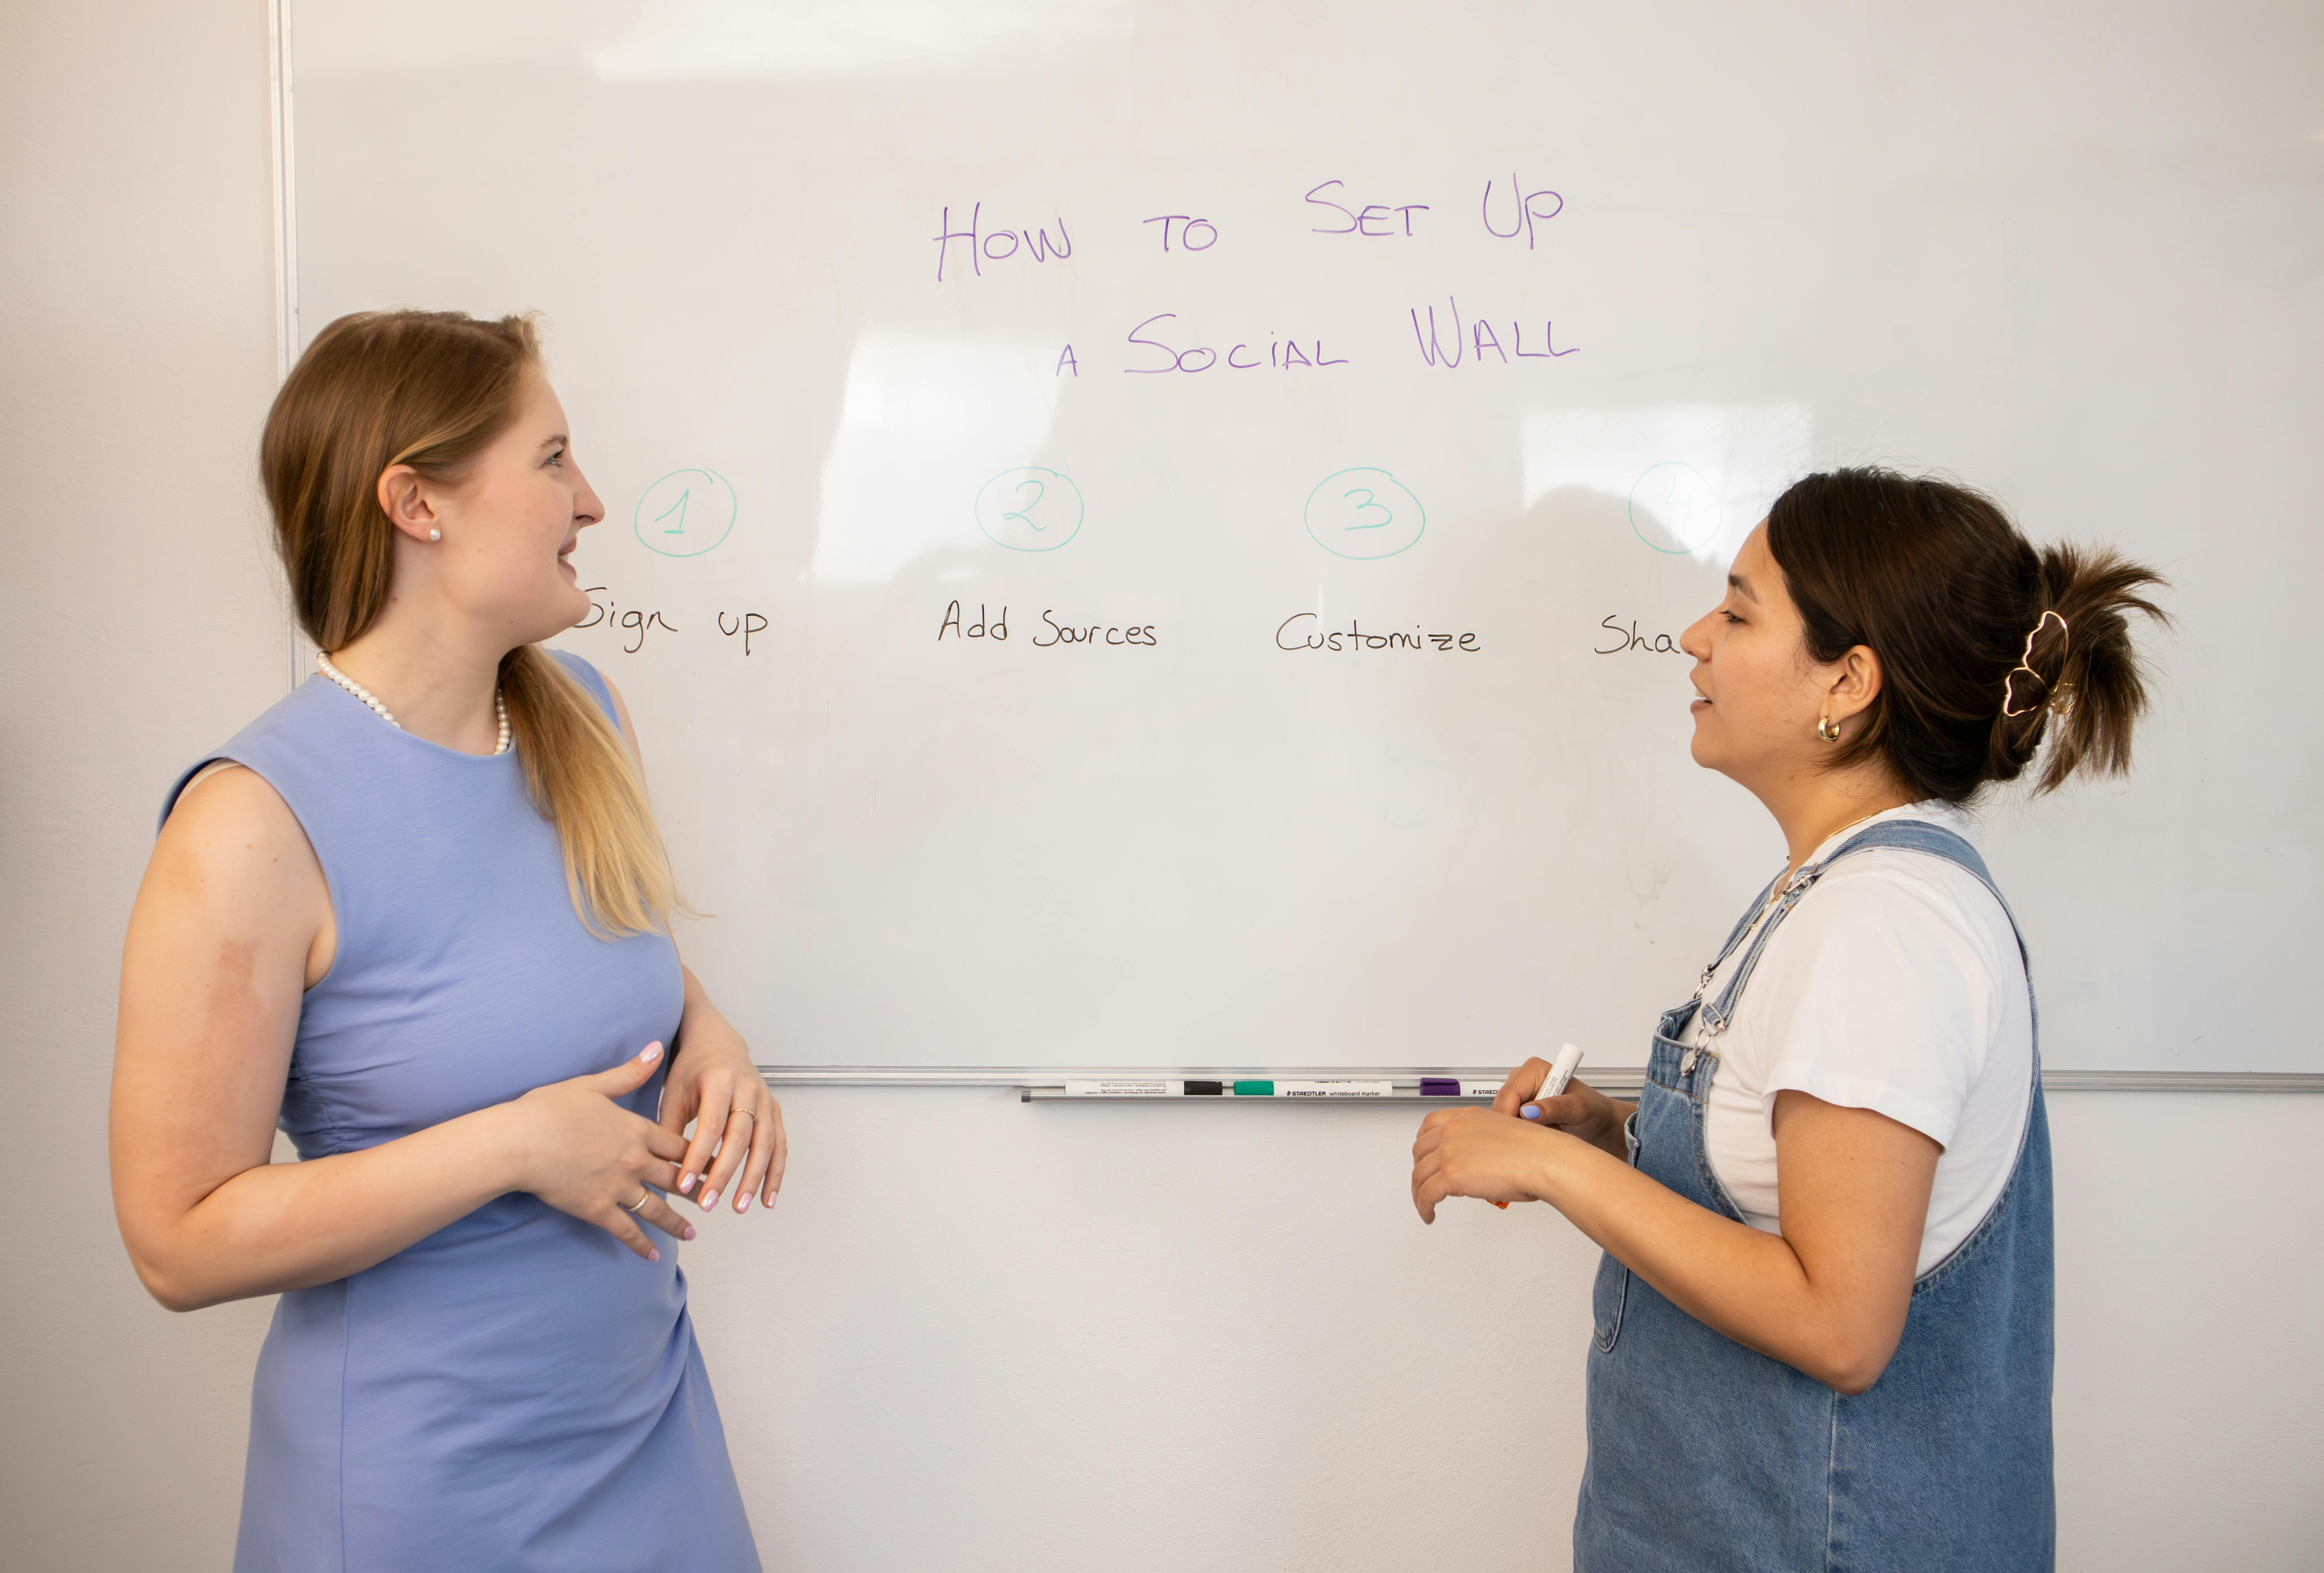 HOW TO SET UP
A SOCIAL WALL
1 2 3 4
Sign up Add Sources Customize Sha
STAEDTLER whiteboard marker STAEDT